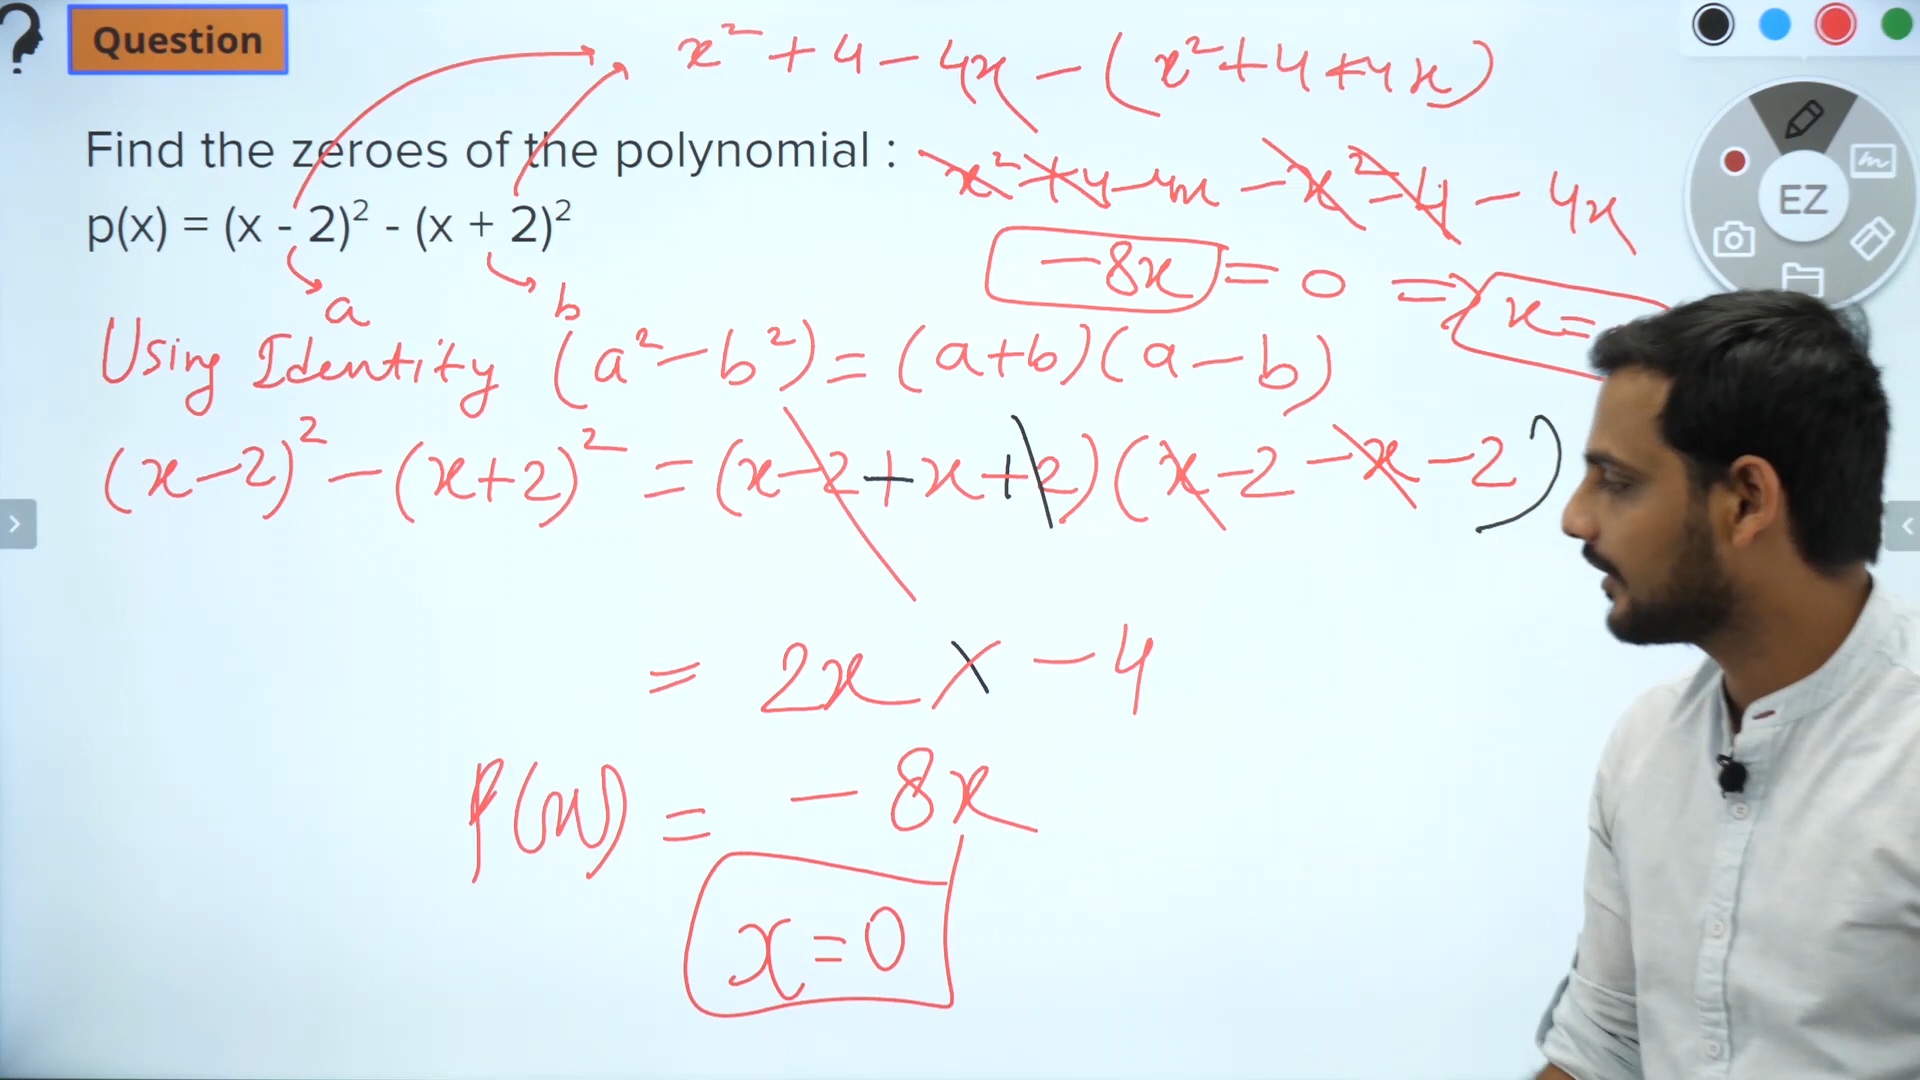 Question
x² + 4 - 4x - (x² + 4 + 4x)
Find the zeroes of the polynomial :
x² + 4 - 4x - x² - 4 - 4x
p(x) = (x - 2)² - (x + 2)²
-8x = 0 => x=
a
b
Using Identity (a² - b²) = (a+b)(a-b)
(x-2)² - (x+2)² = (x-2+x+2)(x-2-x-2)
= 2x × -4
P(x) = -8x
x=0
EZ